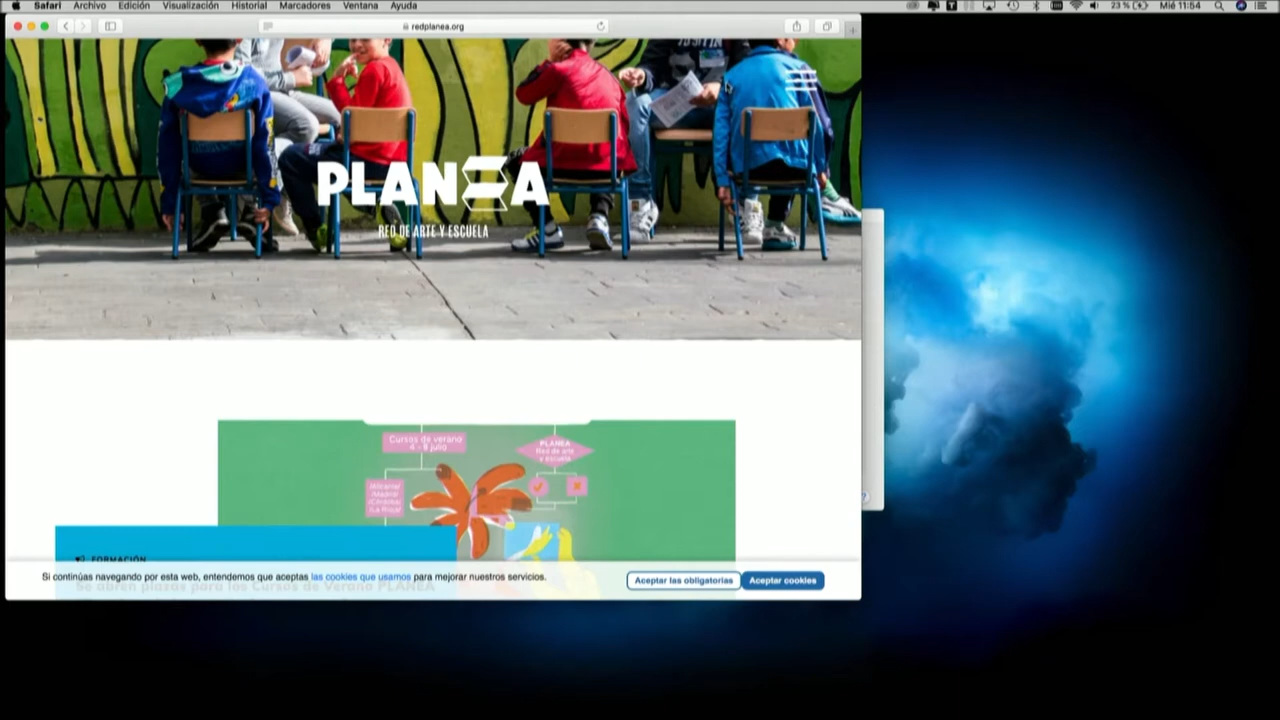 Safari Archivo Edición Visualización Historial Marcadores Ventana Ayuda
23 % Mié 11:54
redplanea.org
PLANEA
RED DE ARTE Y ESCUELA
Cursos de verano
4 - 8 julio
PLANEA
Red de arte
y escuela
/Madrid/
/Córdoba/
FORMACIÓN
Se abren plazos para los Cursos de Verano PLANEA
Si continúas navegando por esta web, entendemos que aceptas las cookies que usamos para mejorar nuestros servicios.
Aceptar las obligatorias
Aceptar cookies